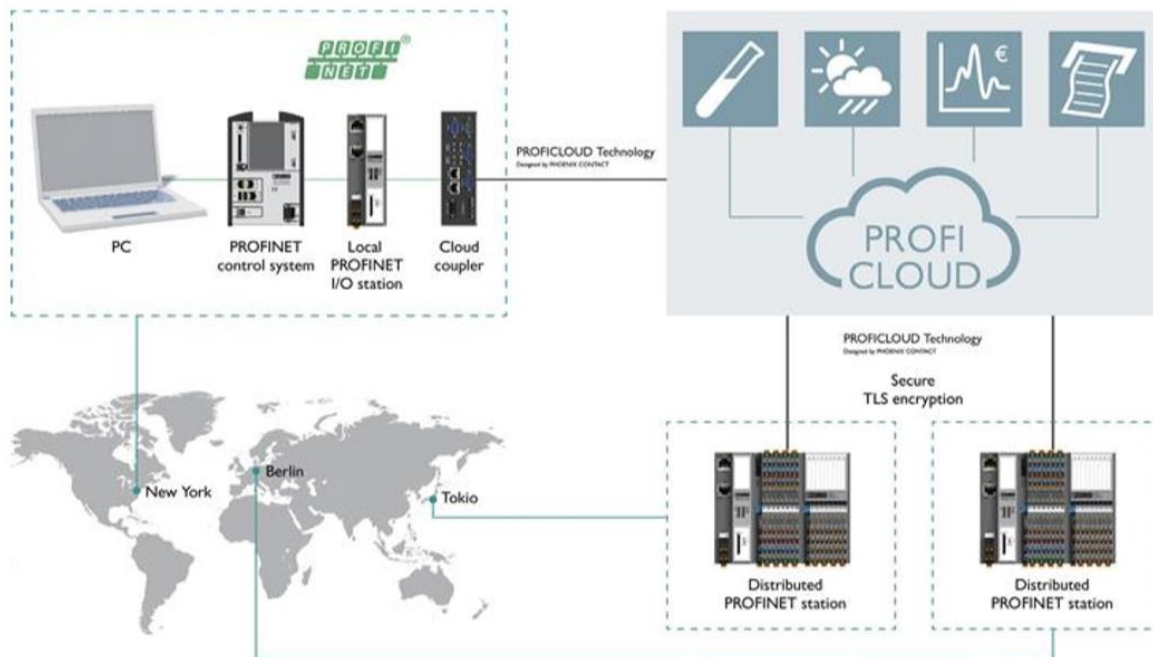 PROFI
NET®
PC
PROFINET
control system
Local
PROFINET
I/O station
Cloud
coupler
PROFICLOUD Technology
Designed by PHOENIX CONTACT
€
PROFI
CLOUD
PROFICLOUD Technology
Designed by PHOENIX CONTACT
Secure
TLS encryption
New York
Berlin
Tokio
Distributed
PROFINET station
Distributed
PROFINET station